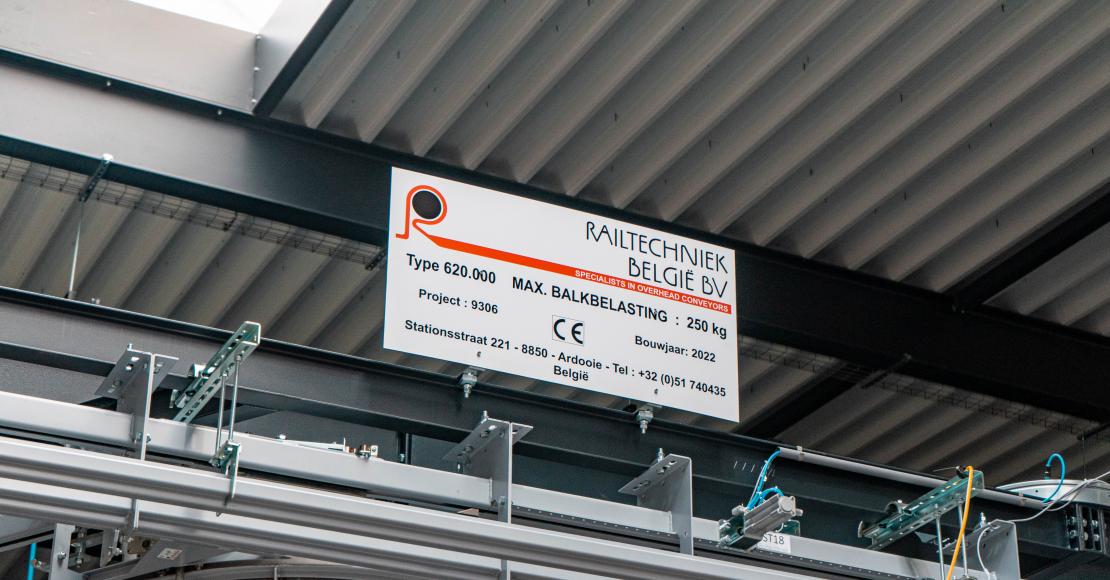 RAILTECHNIEK
BELGIË BV
SPECIALISTS IN OVERHEAD CONVEYORS
Type 620.000 MAX. BALKBELASTING : 250 kg
Project : 9306
CE
Bouwjaar: 2022
Stationsstraat 221 - 8850 - Ardooie - Tel : +32 (0)51 740435
België
ST18